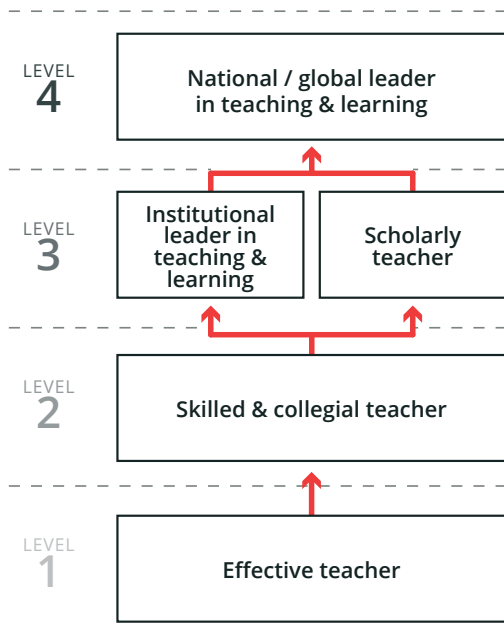 LEVEL
4
National / global leader
in teaching & learning
LEVEL
3
Institutional
leader in
teaching &
learning
Scholarly
teacher
LEVEL
2
Skilled & collegial teacher
LEVEL
1
Effective teacher